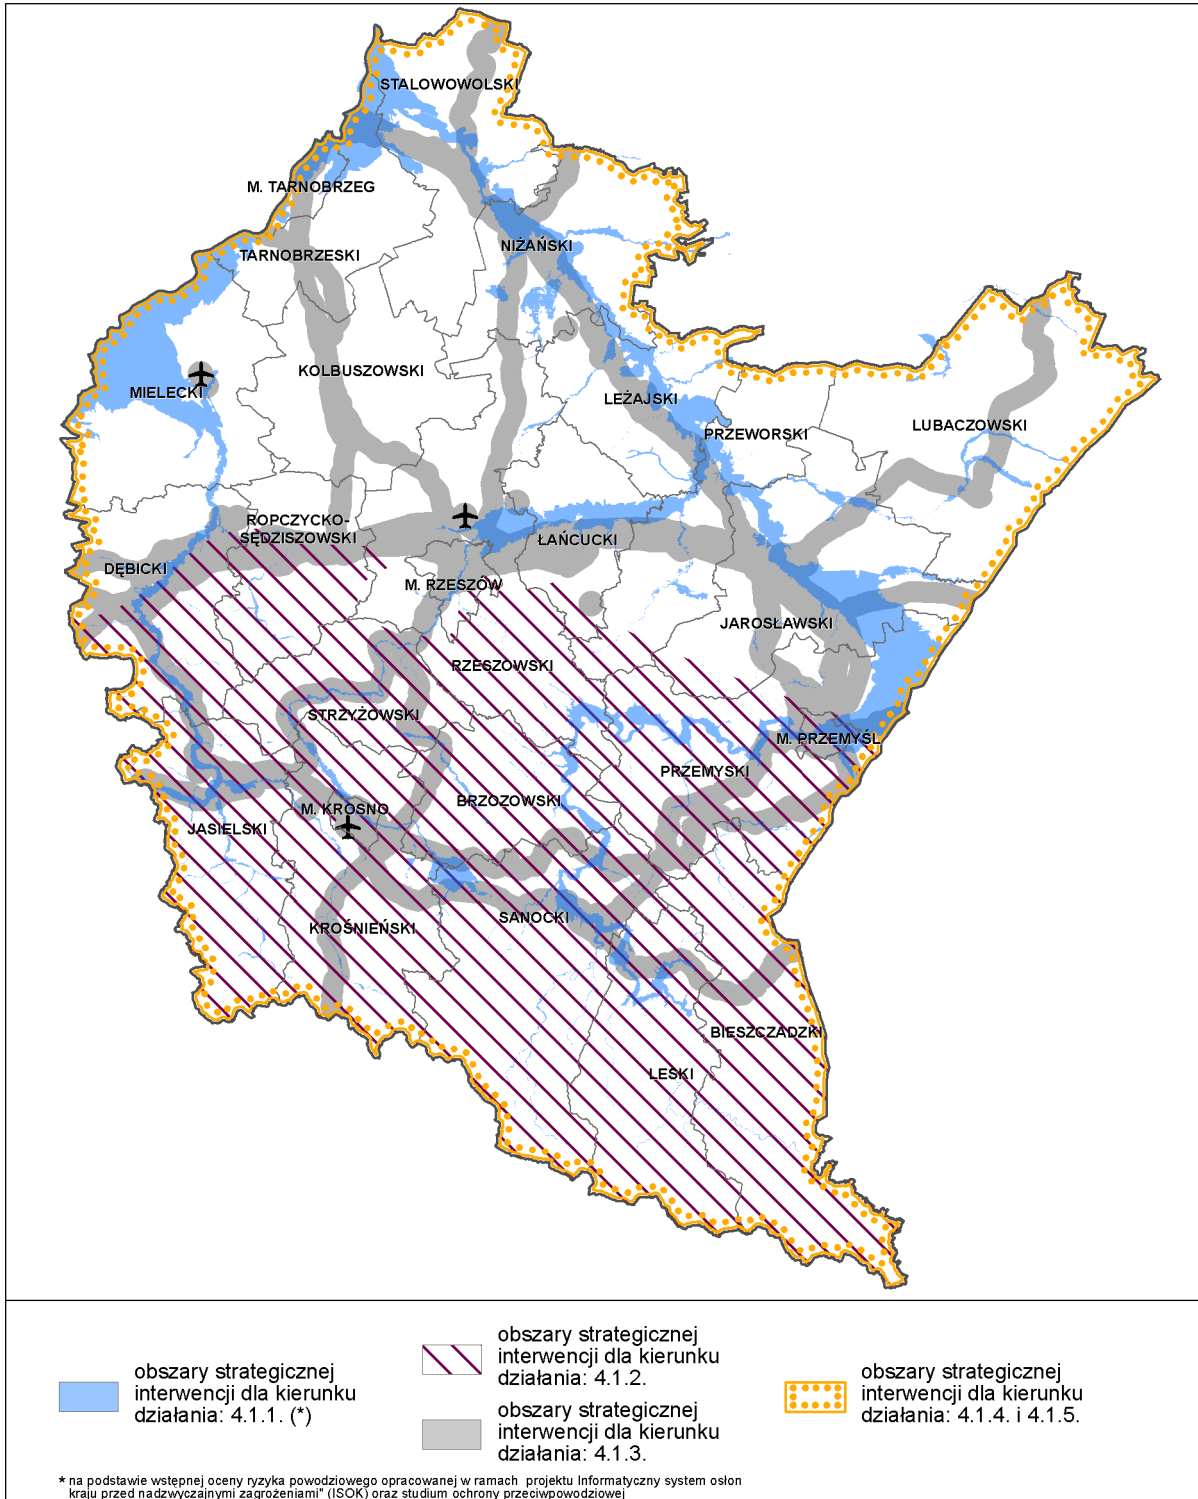 STALOWOWOLSKI
M. TARNOBRZEG
NIŻAŃSKI
TARNOBRZESKI
KOLBUSZOWSKI
MIELECKI
LEŻAJSKI
LUBACZOWSKI
PRZEWORSKI
ROPCZYCKO-
SĘDZISZOWSKI
ŁAŃCUCKI
DĘBICKI
M. RZESZÓW
JAROSŁAWSKI
RZESZOWSKI
STRZYŻOWSKI
M. PRZEMYŚL
PRZEMYSKI
BRZOZOWSKI
M. KROSNO
JASIELSKI
SANOCKI
KROŚNIEŃSKI
BIESZCZADZKI
LESKI
obszary strategicznej
interwencji dla kierunku
działania: 4.1.1. (*)
obszary strategicznej
interwencji dla kierunku
działania: 4.1.2.
obszary strategicznej
interwencji dla kierunku
działania: 4.1.3.
obszary strategicznej
interwencji dla kierunku
działania: 4.1.4. i 4.1.5.
* na podstawie wstępnej oceny ryzyka powodziowego opracowanej w ramach projektu Informatyczny system osłon
kraju przed nadzwyczajnymi zagrożeniami" (ISOK) oraz studium ochrony przeciwpowodziowej